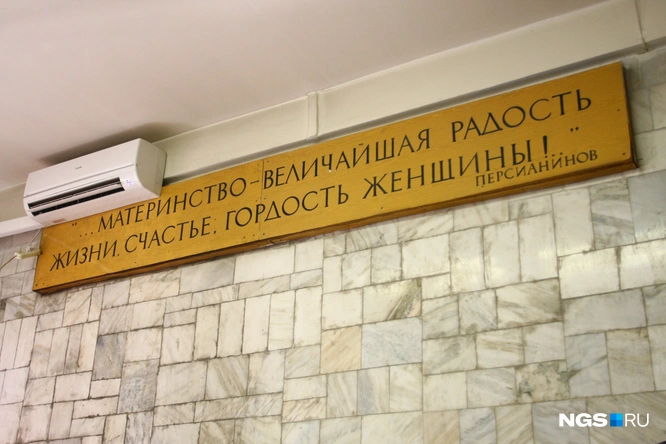 "...МАТЕРИНСТВО-ВЕЛИЧАЙШАЯ РАДОСТЬ
ЖИЗНИ, СЧАСТЬЕ, ГОРДОСТЬ ЖЕНЩИНЫ! "
ПЕРСИАНИНОВ
NGS RU